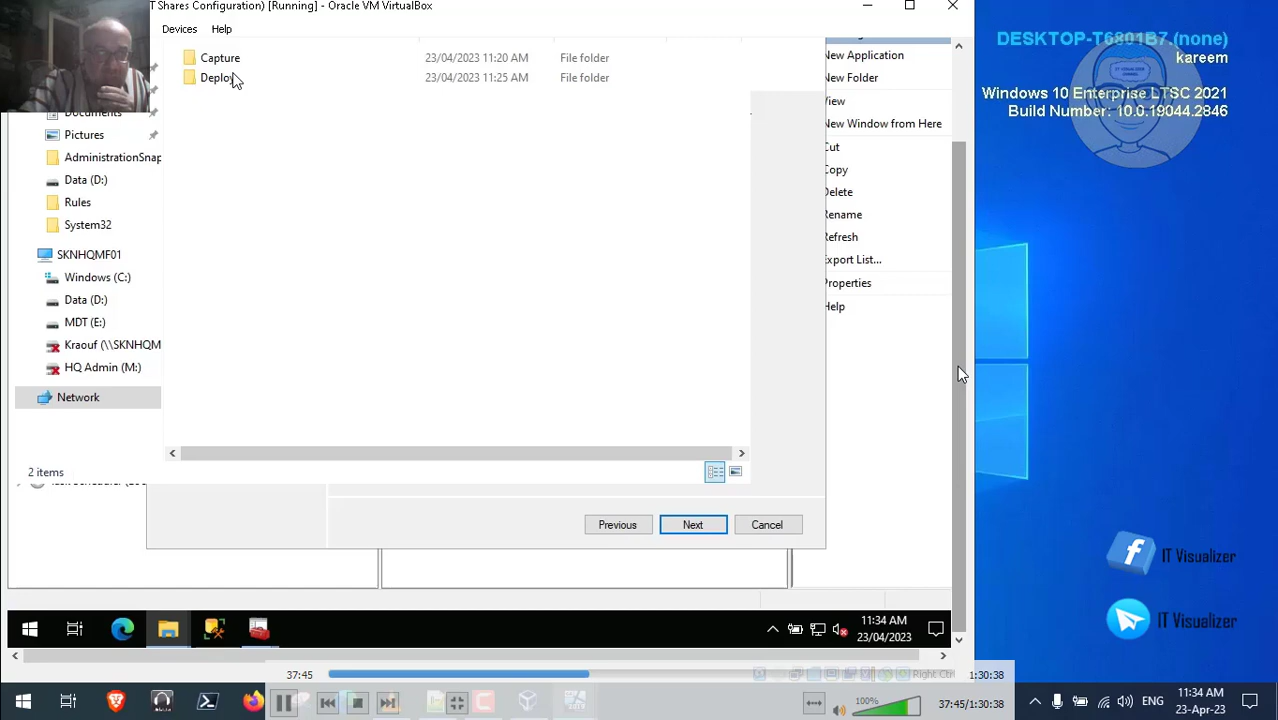 T Shares Configuration) [Running] - Oracle VM VirtualBox
Devices Help
Capture 23/04/2023 11:20 AM File folder
Deploy 23/04/2023 11:25 AM File folder
Documents
Pictures
AdministrationSnap
Data (D:)
Rules
System32
SKNHQMF01
Windows (C:)
Data (D:)
MDT (E:)
Kraouf (\\SKNHQM
HQ Admin (M:)
Network
2 items
Previous Next Cancel
New Application
New Folder
View
New Window from Here
Cut
Copy
Delete
Rename
Refresh
Export List...
Properties
Help
DESKTOP-T6801B7.(none)
kareem
Windows 10 Enterprise LTSC 2021
Build Number: 10.0.19044.2846
IT Visualizer
IT Visualizer
11:34 AM
23/04/2023
37:45 1:30:38
Right Ctrl
100%
37:45/1:30:38
ENG
11:34 AM
23-Apr-23